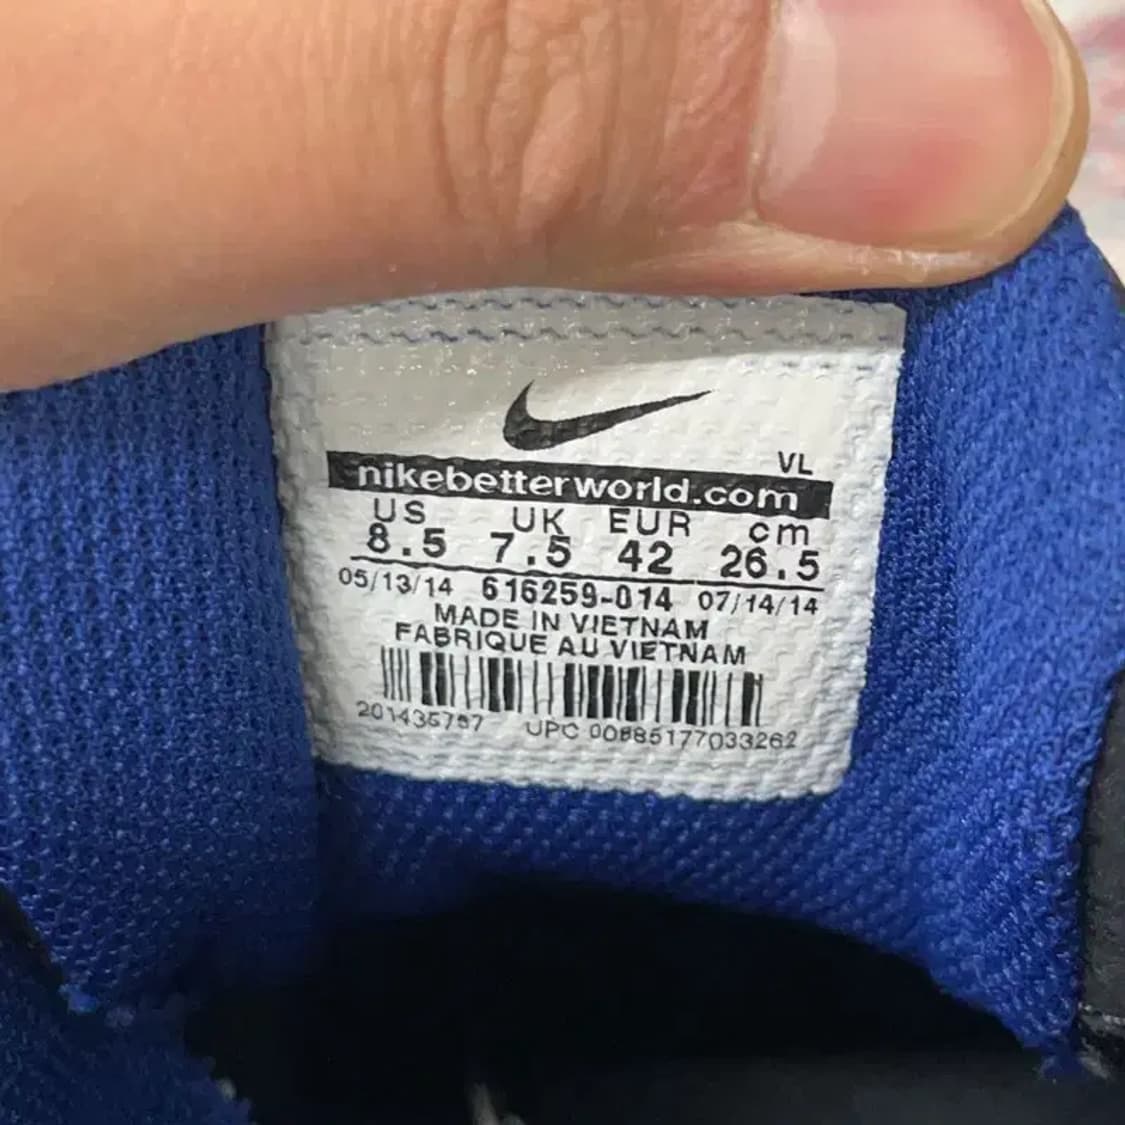 VL
nikebetterworld.com
US UK EUR cm
8.5 7.5 42 26.5
05/13/14 616259-014 07/14/14
MADE IN VIETNAM
FABRIQUE AU VIETNAM
UPC 00885177033262